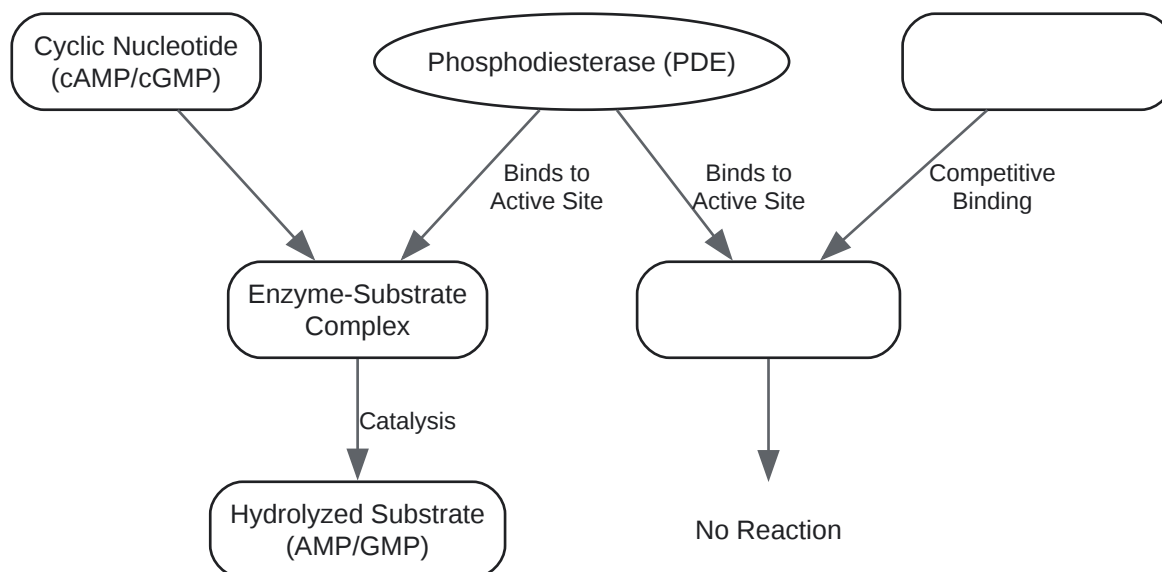 Cyclic Nucleotide
(cAMP/cGMP)
Phosphodiesterase (PDE)
Binds to
Active Site
Binds to
Active Site
Competitive
Binding
Enzyme-Substrate
Complex
Catalysis
Hydrolyzed Substrate
(AMP/GMP)
No Reaction